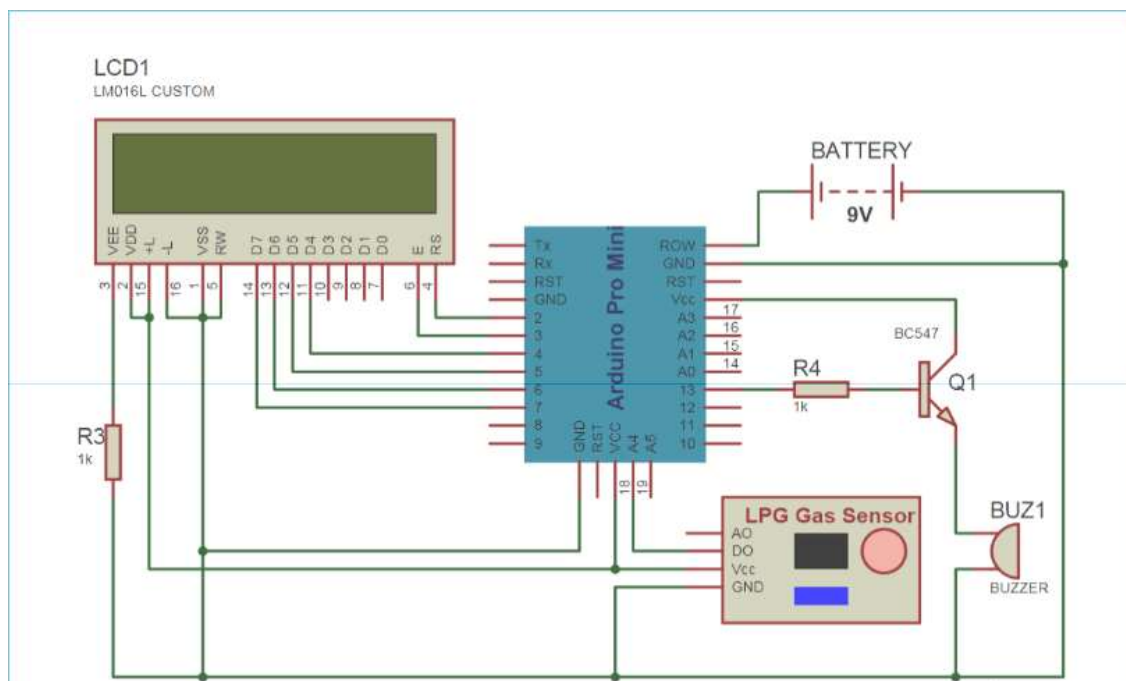 LCD1
LM016L CUSTOM
VEE
VDD
+L
-L
VSS
RW
D7
D6
D5
D4
D3
D2
D1
D0
E
RS
3
2
15
16
1
5
14
13
12
11
10
9
8
7
6
4
BATTERY
9V
Arduino Pro Mini
Tx
Rx
RST
GND
2
3
4
5
6
7
8
9
ROW
GND
RST
Vcc
A3
A2
A1
A0
13
12
11
10
17
16
15
14
GND
RST
VCC
A4
A5
18
19
BC547
Q1
R4
1k
R3
1k
LPG Gas Sensor
AO
DO
Vcc
GND
BUZ1
BUZZER